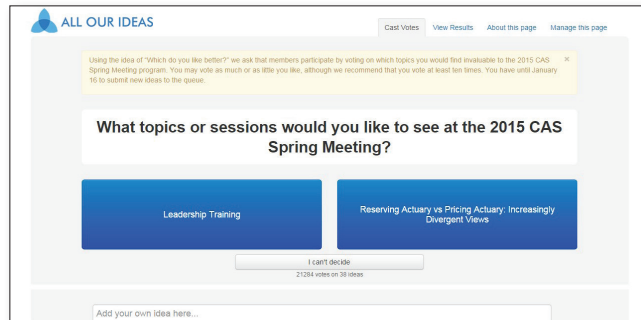 ALL OUR IDEAS
Cast Votes View Results About this page Manage this page
Using the idea of "Which do you like better?" we ask that members participate by voting on which topics you would find invaluable to the 2015 CAS ×
Spring Meeting program. You may vote as much or as little you like, although we recommend that you vote at least ten times. You have until January
16 to submit new ideas to the queue.
What topics or sessions would you like to see at the 2015 CAS
Spring Meeting?
Leadership Training
Reserving Actuary vs Pricing Actuary: Increasingly
Divergent Views
I can't decide
21284 votes on 38 ideas
Add your own idea here...